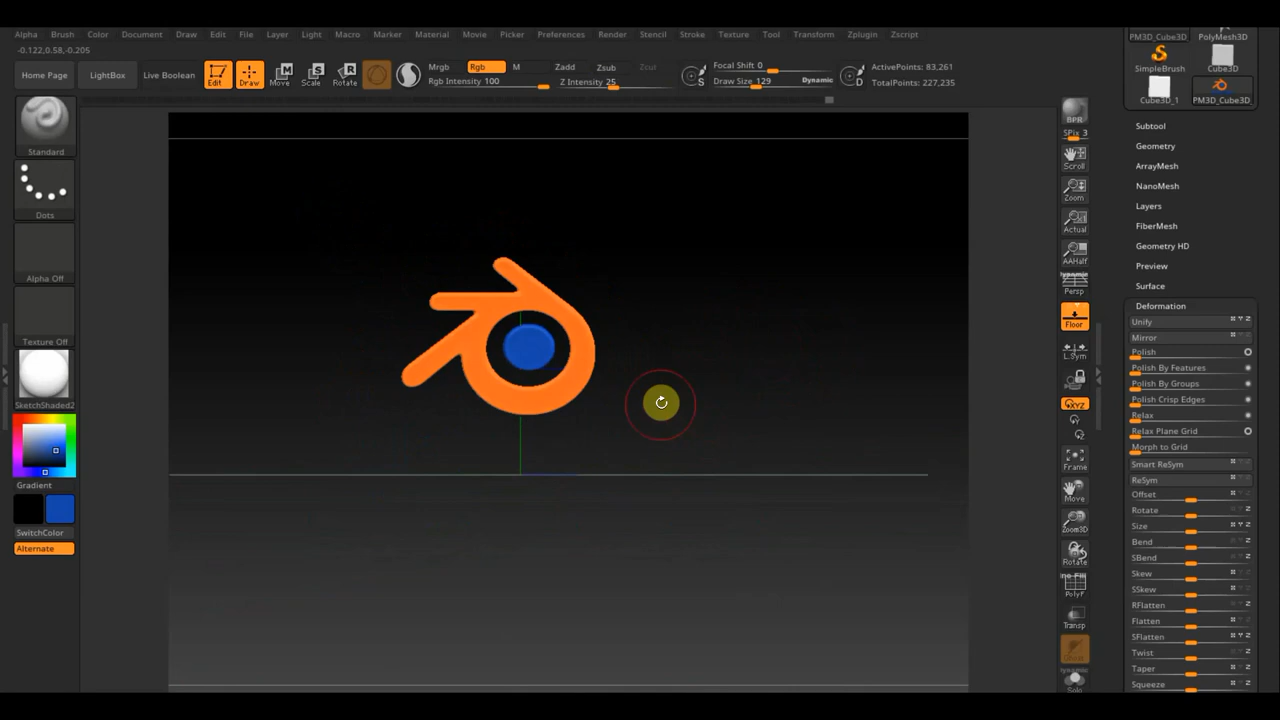 Alpha Brush Color Document Draw Edit File Layer Light Macro Marker Material Movie Picker Preferences Render Stencil Stroke Texture Tool Transform Zplugin Zscript
-0.122,0.58,-0.205
Home Page
LightBox
Live Boolean
Edit
Draw
Move
Scale
Rotate
Mrgb
Rgb
M
Rgb Intensity 100
Zadd
Zsub
Zcut
Z Intensity 25
S
Focal Shift 0
Draw Size 129
Dynamic
D
ActivePoints: 83,261
TotalPoints: 227,235
Standard
Dots
Alpha Off
Texture Off
SketchShaded2
Gradient
SwitchColor
Alternate
BPR
SPix 3
Scroll
Zoom
Actual
AAHalf
Dynamic
Persp
Floor
L.Sym
XYZ
Y
Z
Frame
Move
Zoom3D
Rotate
PolyF
Transp
Solo
PM3D_Cube3D
PolyMesh3D
SimpleBrush
Cube3D
Cube3D_1
PM3D_Cube3D_
Subtool
Geometry
ArrayMesh
NanoMesh
Layers
FiberMesh
Geometry HD
Preview
Surface
Deformation
Unify
Mirror
Polish
Polish By Features
Polish By Groups
Polish Crisp Edges
Relax
Relax Plane Grid
Morph to Grid
Smart ReSym
ReSym
Offset
Rotate
Size
Bend
SBend
Skew
SSkew
RFlatten
Flatten
SFlatten
Twist
Taper
Squeeze